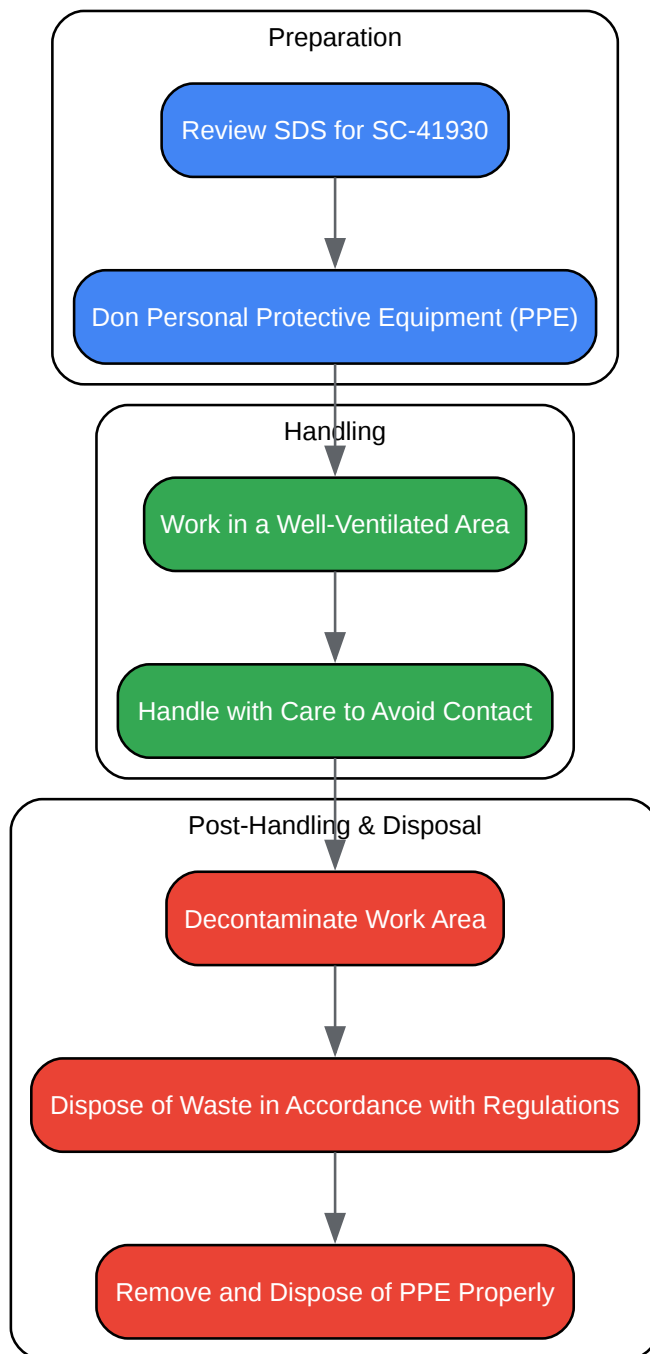 Preparation
Review SDS for SC-41930
Don Personal Protective Equipment (PPE)
Handling
Work in a Well-Ventilated Area
Handle with Care to Avoid Contact
Post-Handling & Disposal
Decontaminate Work Area
Dispose of Waste in Accordance with Regulations
Remove and Dispose of PPE Properly